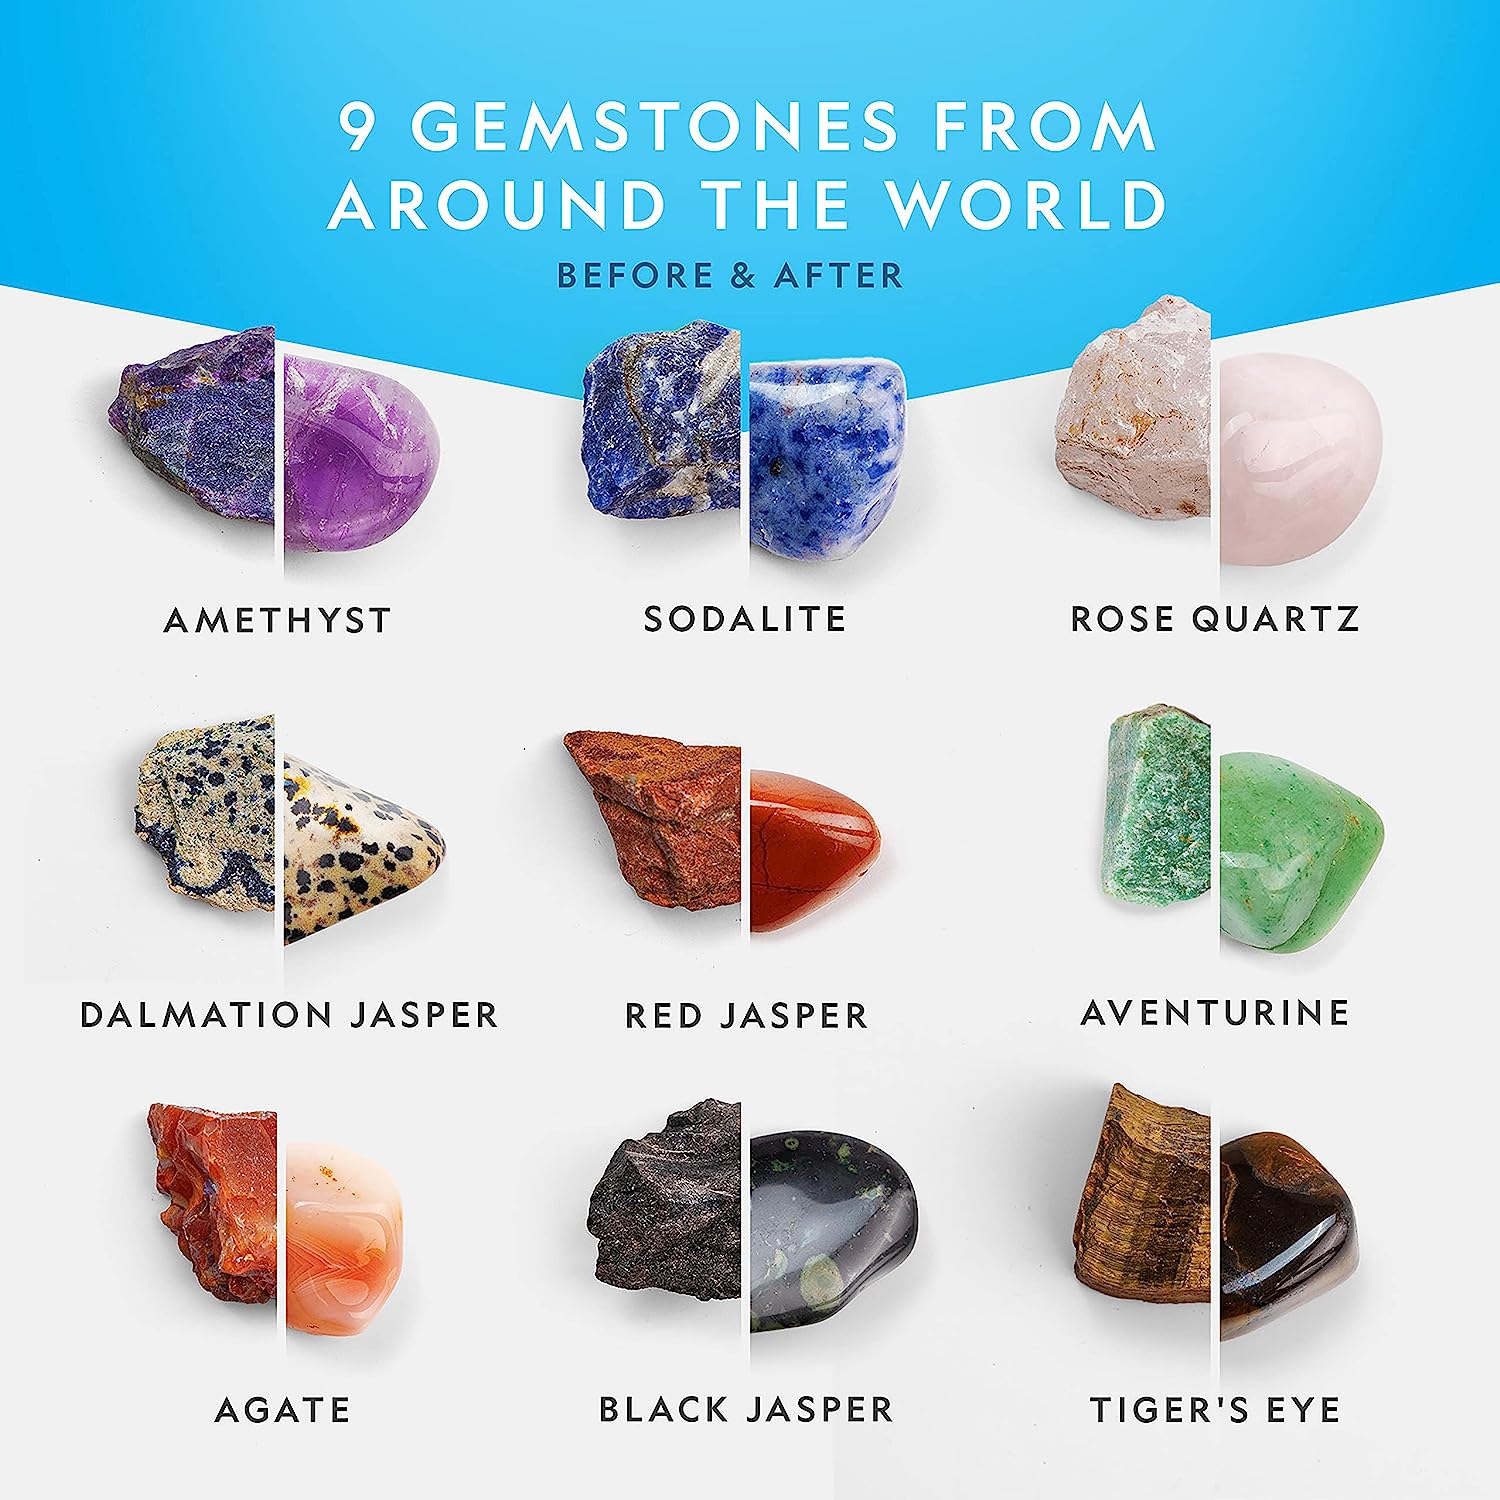 9 GEMSTONES FROM
AROUND THE WORLD
BEFORE & AFTER
AMETHYST
SODALITE
ROSE QUARTZ
DALMATION JASPER
RED JASPER
AVENTURINE
AGATE
BLACK JASPER
TIGER'S EYE